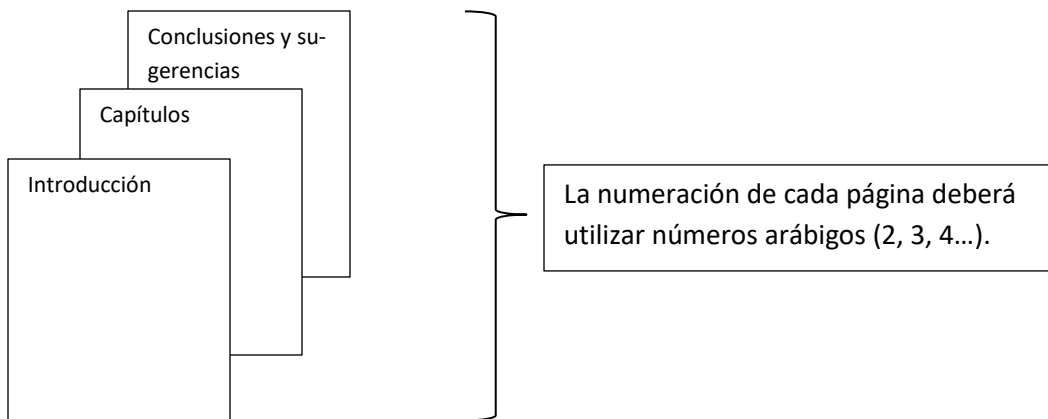 Conclusiones y su-
gerencias
Capítulos
Introducción
La numeración de cada página deberá
utilizar números arábigos (2, 3, 4…).